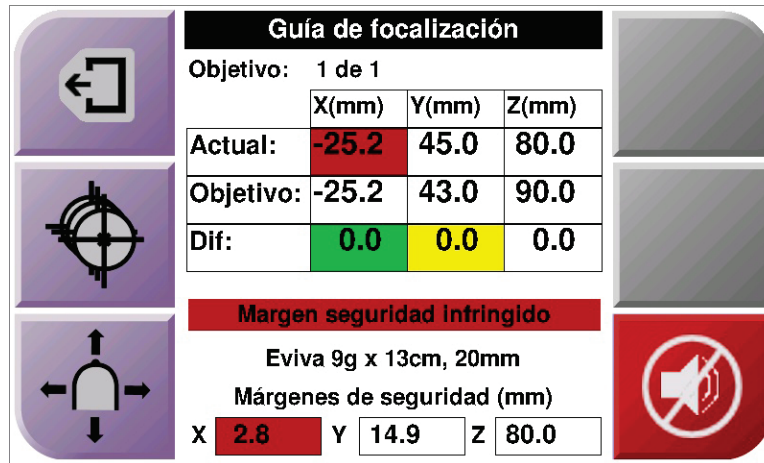 Guía de focalización
Objetivo: 1 de 1
X(mm) Y(mm) Z(mm)
Actual: -25.2 45.0 80.0
Objetivo: -25.2 43.0 90.0
Dif: 0.0 0.0 0.0
Margen seguridad infringido
Eviva 9g x 13cm, 20mm
Márgenes de seguridad (mm)
X 2.8 Y 14.9 Z 80.0